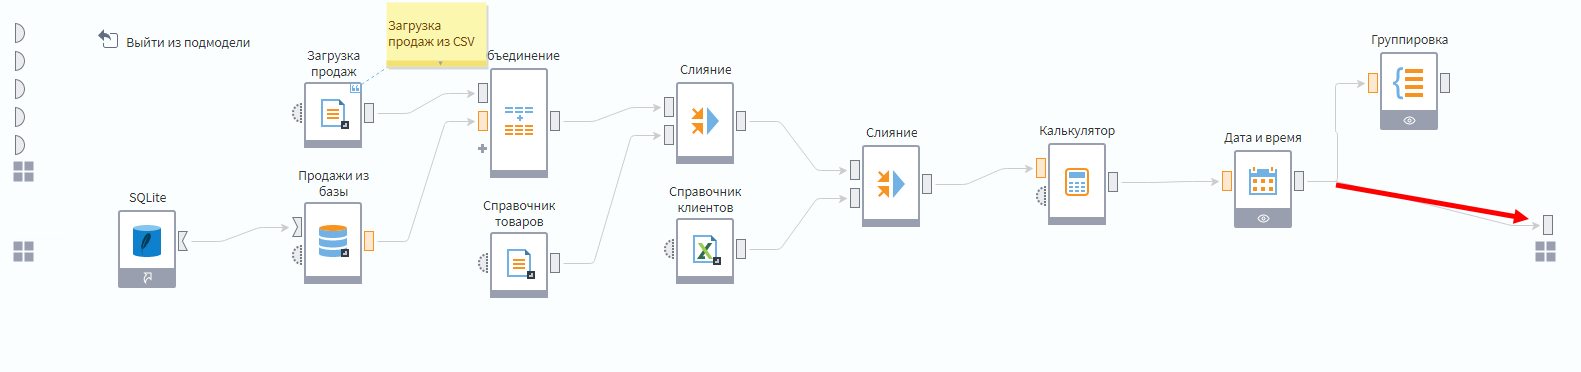 Загрузка
продаж из CSV
Выйти из подмодели
Загрузка
продаж
бъединение
Слияние
Группировка
Слияние
Калькулятор
Дата и время
SQLite
Продажи из
базы
Справочник
товаров
Справочник
клиентов